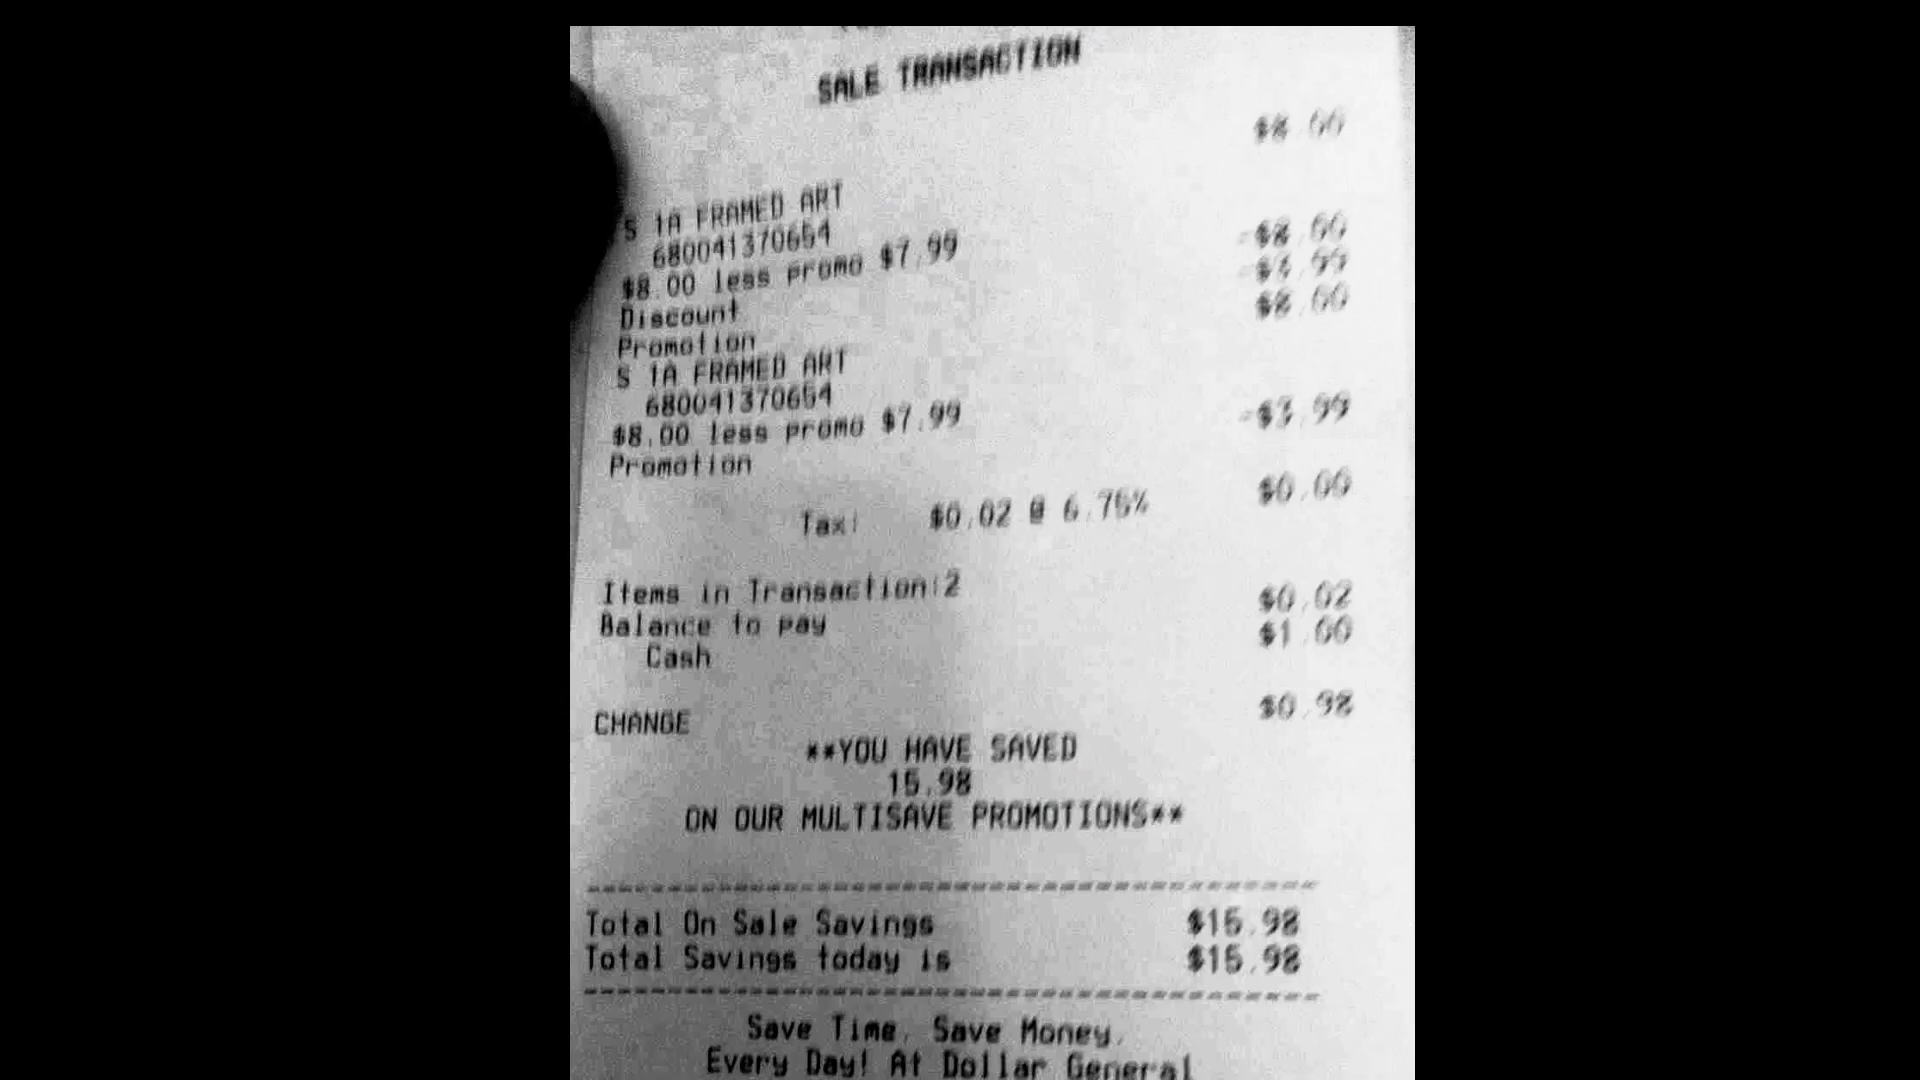 SALE TRANSACTION
S 1A FRAMED ART $8.00
680041370654
$8.00 less promo $7.99
Discount
Promotion
S 1A FRAMED ART $8.00
680041370654
$8.00 less promo $7.99
Promotion
Tax: $0.02 @ 6.75% $0.00
Items in Transaction:2
Balance to pay $0.02
Cash $1.00
CHANGE $0.98
**YOU HAVE SAVED
15.98
ON OUR MULTISAVE PROMOTIONS**
Total On Sale Savings $15.98
Total Savings today is $15.98
Save Time, Save Money,
Every Day! At Dollar General